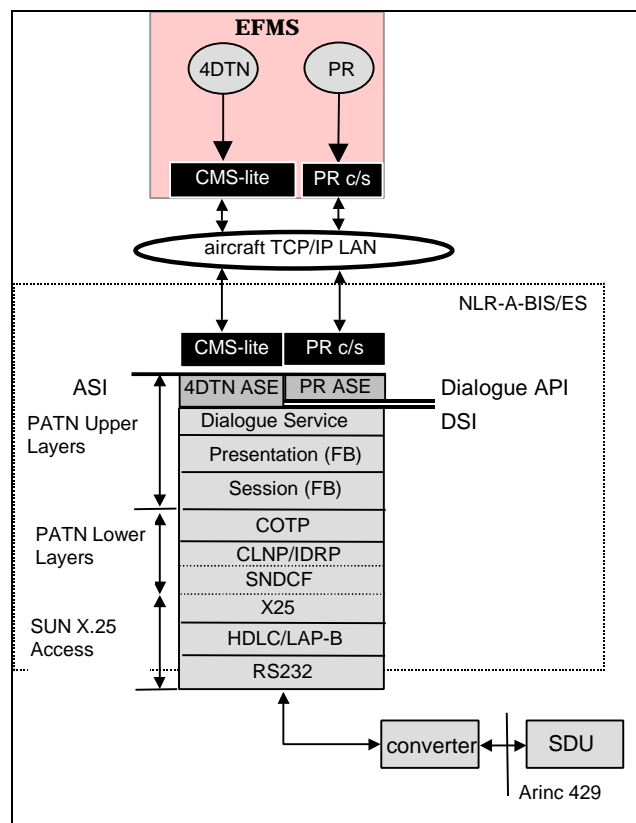 EFMS
4DTN
PR
CMS-lite
PR c/s
aircraft TCP/IP LAN
NLR-A-BIS/ES
CMS-lite
PR c/s
ASI
4DTN ASE
PR ASE
Dialogue API
DSI
PATN Upper
Layers
Dialogue Service
Presentation (FB)
Session (FB)
PATN Lower
Layers
COTP
CLNP/IDRP
SNDCF
SUN X.25
Access
X25
HDLC/LAP-B
RS232
converter
SDU
Arinc 429